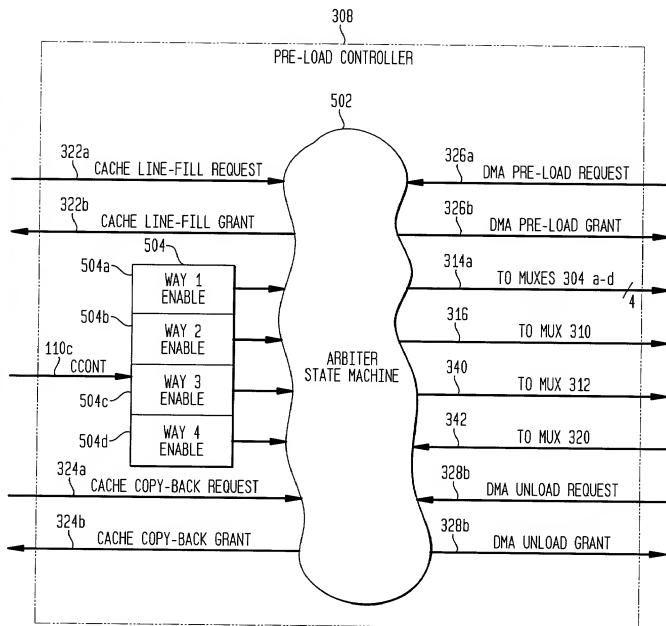 308
PRE-LOAD CONTROLLER
502
322a
CACHE LINE-FILL REQUEST
322b
CACHE LINE-FILL GRANT
504
504a
WAY 1
ENABLE
504b
WAY 2
ENABLE
110c
CCONT
504c
WAY 3
ENABLE
504d
WAY 4
ENABLE
324a
CACHE COPY-BACK REQUEST
324b
CACHE COPY-BACK GRANT
ARBITER
STATE MACHINE
326a
DMA PRE-LOAD REQUEST
326b
DMA PRE-LOAD GRANT
314a
TO MUXES 304 a-d
4
316
TO MUX 310
340
TO MUX 312
342
TO MUX 320
328b
DMA UNLOAD REQUEST
328b
DMA UNLOAD GRANT